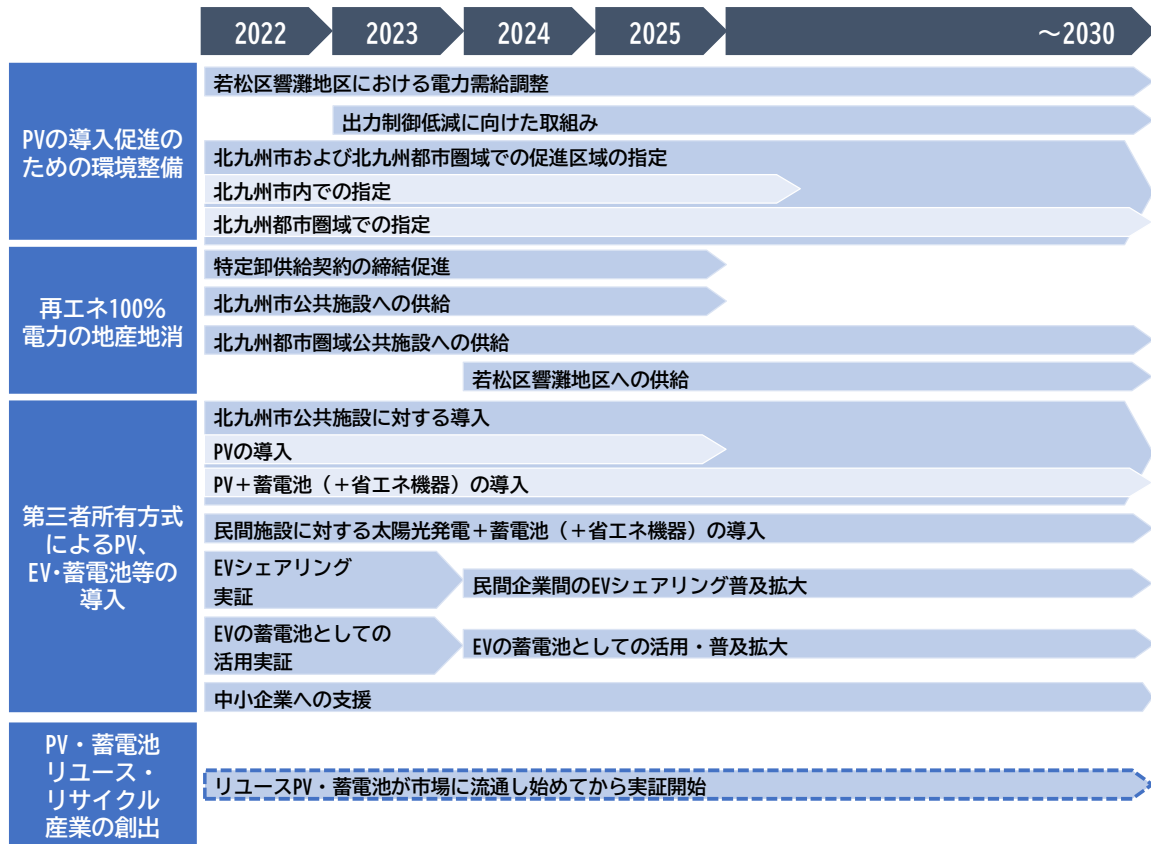 2022
2023
2024
2025
～2030
PVの導入促進の
ための環境整備
若松区響灘地区における電力需給調整
出力制御低減に向けた取組み
北九州市および北九州都市圏域での促進区域の指定
北九州市内での指定
北九州都市圏域での指定
再エネ100%
電力の地産地消
特定卸供給契約の締結促進
北九州市公共施設への供給
北九州都市圏域公共施設への供給
若松区響灘地区への供給
第三者所有方式
によるPV、
EV・蓄電池等の
導入
北九州市公共施設に対する導入
PVの導入
PV＋蓄電池（＋省エネ機器）の導入
民間施設に対する太陽光発電＋蓄電池（＋省エネ機器）の導入
EVシェアリング
実証
民間企業間のEVシェアリング普及拡大
EVの蓄電池としての
活用実証
EVの蓄電池としての活用・普及拡大
中小企業への支援
PV・蓄電池
リユース・
リサイクル
産業の創出
リユースPV・蓄電池が市場に流通し始めてから実証開始